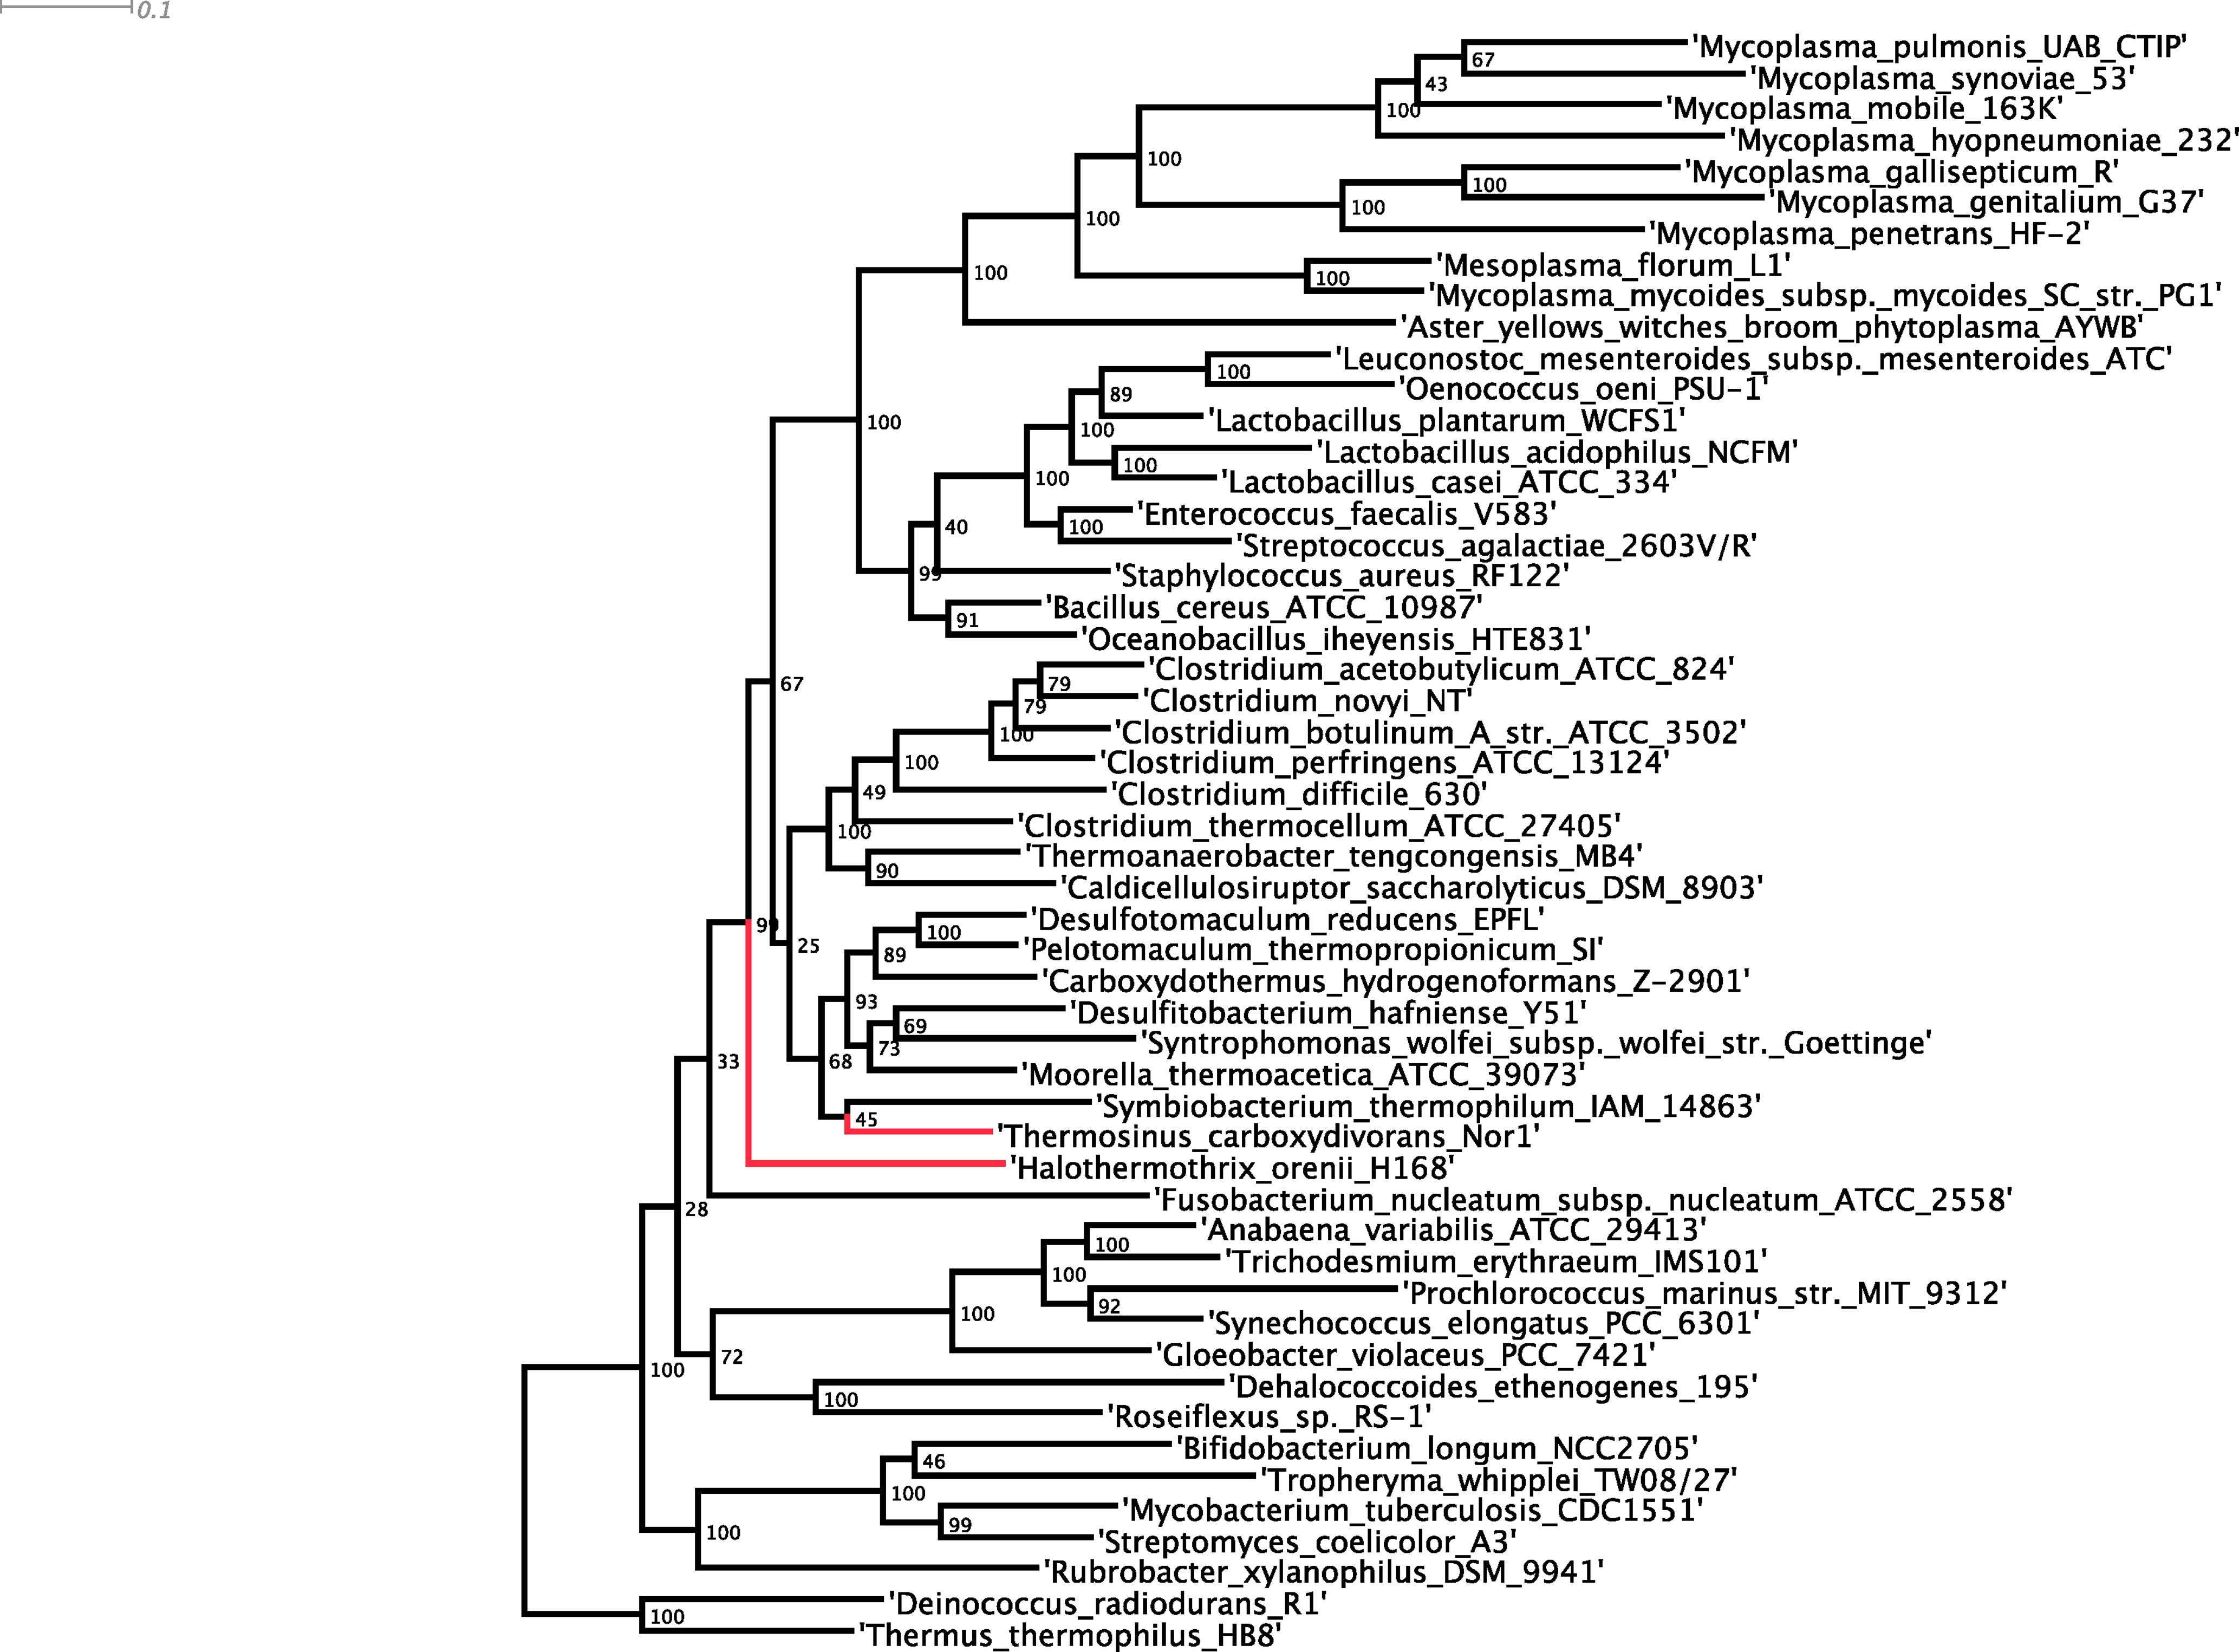 0.1
'Mycoplasma_pulmonis_UAB_CTIP'
67
'Mycoplasma_synoviae_53'
43
'Mycoplasma_mobile_163K'
100
'Mycoplasma_hyopneumoniae_232'
100
'Mycoplasma_gallisepticum_R'
100
'Mycoplasma_genitalium_G37'
100
100
'Mycoplasma_penetrans_HF-2'
'Mesoplasma_florum_L1'
100
100
'Mycoplasma_mycoides_subsp._mycoides_SC_str._PG1'
'Aster_yellows_witches_broom_phytoplasma_AYWB'
'Leuconostoc_mesenteroides_subsp._mesenteroides_ATC'
100
'Oenococcus_oeni_PSU-1'
89
'Lactobacillus_plantarum_WCFS1'
100
100
'Lactobacillus_acidophilus_NCFM'
100
100
'Lactobacillus_casei_ATCC_334'
'Enterococcus_faecalis_V583'
40
100
'Streptococcus_agalactiae_2603V/R'
99
'Staphylococcus_aureus_RF122'
'Bacillus_cereus_ATCC_10987'
91
'Oceanobacillus_iheyensis_HTE831'
'Clostridium_acetobutylicum_ATCC_824'
67
79
'Clostridium_novyi_NT'
79
'Clostridium_botulinum_A_str._ATCC_3502'
100
'Clostridium_perfringens_ATCC_13124'
100
'Clostridium_difficile_630'
49
'Clostridium_thermocellum_ATCC_27405'
100
'Thermoanaerobacter_tengcongensis_MB4'
90
'Caldicellulosiruptor_saccharolyticus_DSM_8903'
'Desulfotomaculum_reducens_EPFL'
99
100
'Pelotomaculum_thermopropionicum_SI'
25
89
'Carboxydothermus_hydrogenoformans_Z-2901'
93
'Desulfitobacterium_hafniense_Y51'
69
'Syntrophomonas_wolfei_subsp._wolfei_str._Goettinge'
73
33
68
'Moorella_thermoacetica_ATCC_39073'
'Symbiobacterium_thermophilum_IAM_14863'
45
'Thermosinus_carboxydivorans_Nor1'
'Halothermothrix_orenii_H168'
'Fusobacterium_nucleatum_subsp._nucleatum_ATCC_2558'
28
'Anabaena_variabilis_ATCC_29413'
100
'Trichodesmium_erythraeum_IMS101'
100
'Prochlorococcus_marinus_str._MIT_9312'
92
100
'Synechococcus_elongatus_PCC_6301'
'Gloeobacter_violaceus_PCC_7421'
72
100
'Dehalococcoides_ethenogenes_195'
100
'Roseiflexus_sp._RS-1'
'Bifidobacterium_longum_NCC2705'
46
'Tropheryma_whipplei_TW08/27'
100
'Mycobacterium_tuberculosis_CDC1551'
99
100
'Streptomyces_coelicolor_A3'
'Rubrobacter_xylanophilus_DSM_9941'
'Deinococcus_radiodurans_R1'
100
'Thermus_thermophilus_HB8'